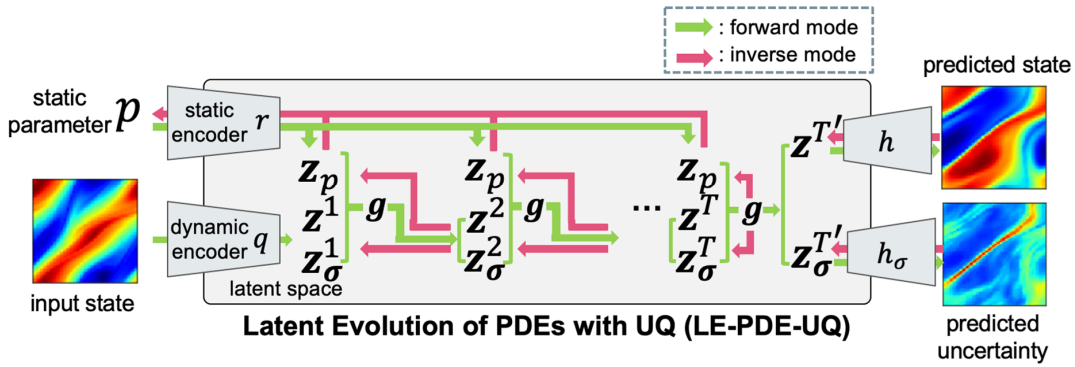 : forward mode
: inverse mode
predicted state
static
parameter p
static
encoder r
z_p
z^1
z_σ^1
g
z_p
z^2
z_σ^2
g
...
z_p
z^T
z_σ^T
g
z^{T'}
z_σ^{T'}
h
h_σ
dynamic
encoder q
input state
latent space
predicted
uncertainty
Latent Evolution of PDEs with UQ (LE-PDE-UQ)